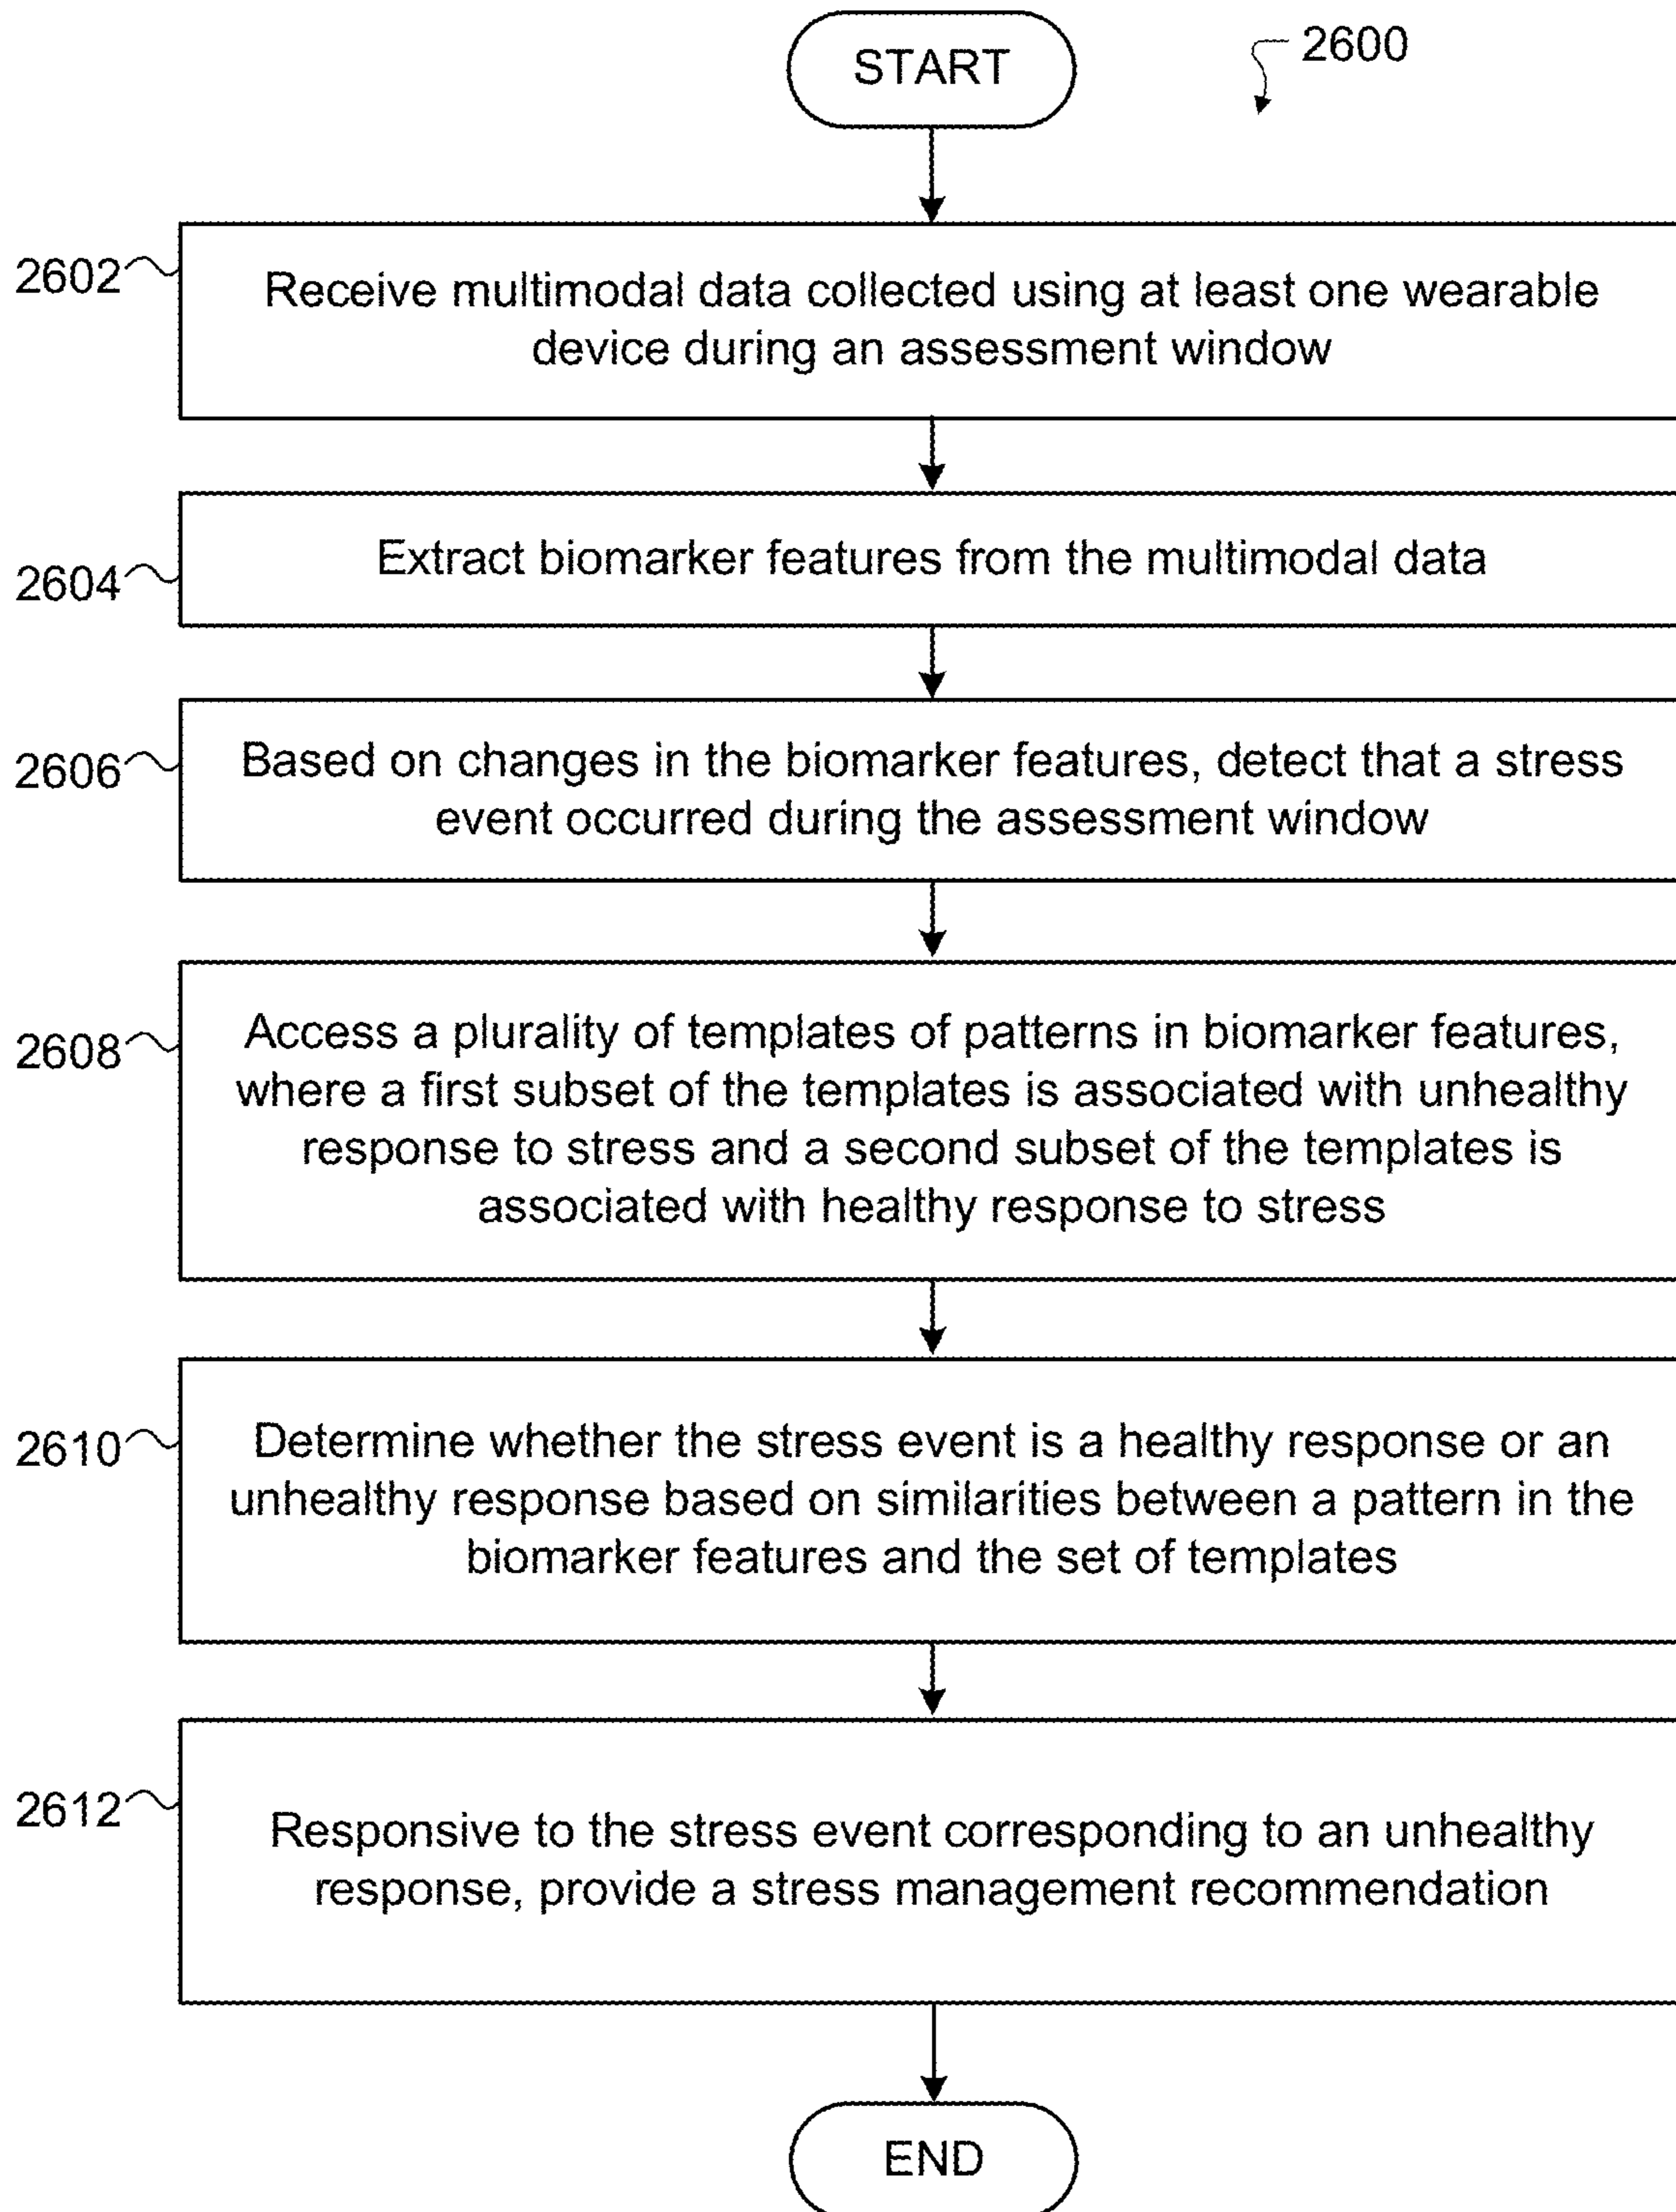 START
2600
2602
Receive multimodal data collected using at least one wearable
device during an assessment window
2604
Extract biomarker features from the multimodal data
2606
Based on changes in the biomarker features, detect that a stress
event occurred during the assessment window
2608
Access a plurality of templates of patterns in biomarker features,
where a first subset of the templates is associated with unhealthy
response to stress and a second subset of the templates is
associated with healthy response to stress
2610
Determine whether the stress event is a healthy response or an
unhealthy response based on similarities between a pattern in the
biomarker features and the set of templates
2612
Responsive to the stress event corresponding to an unhealthy
response, provide a stress management recommendation
END